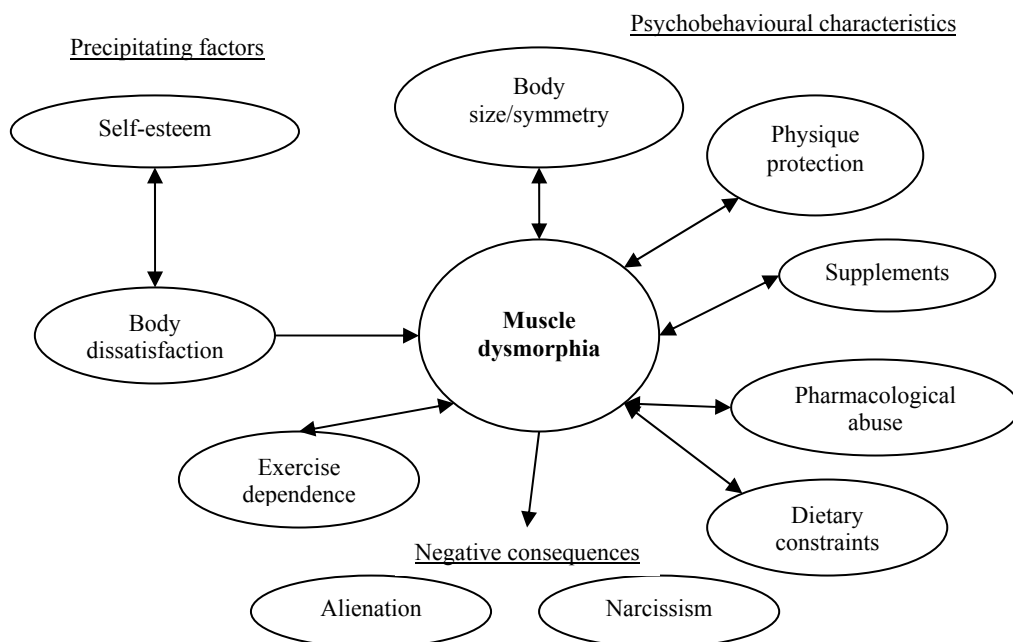 Psychobehavioural characteristics
Precipitating factors
Body
size/symmetry
Self-esteem
Physique
protection
Supplements
Body
dissatisfaction
Muscle
dysmorphia
Pharmacological
abuse
Exercise
dependence
Dietary
constraints
Negative consequences
Alienation
Narcissism